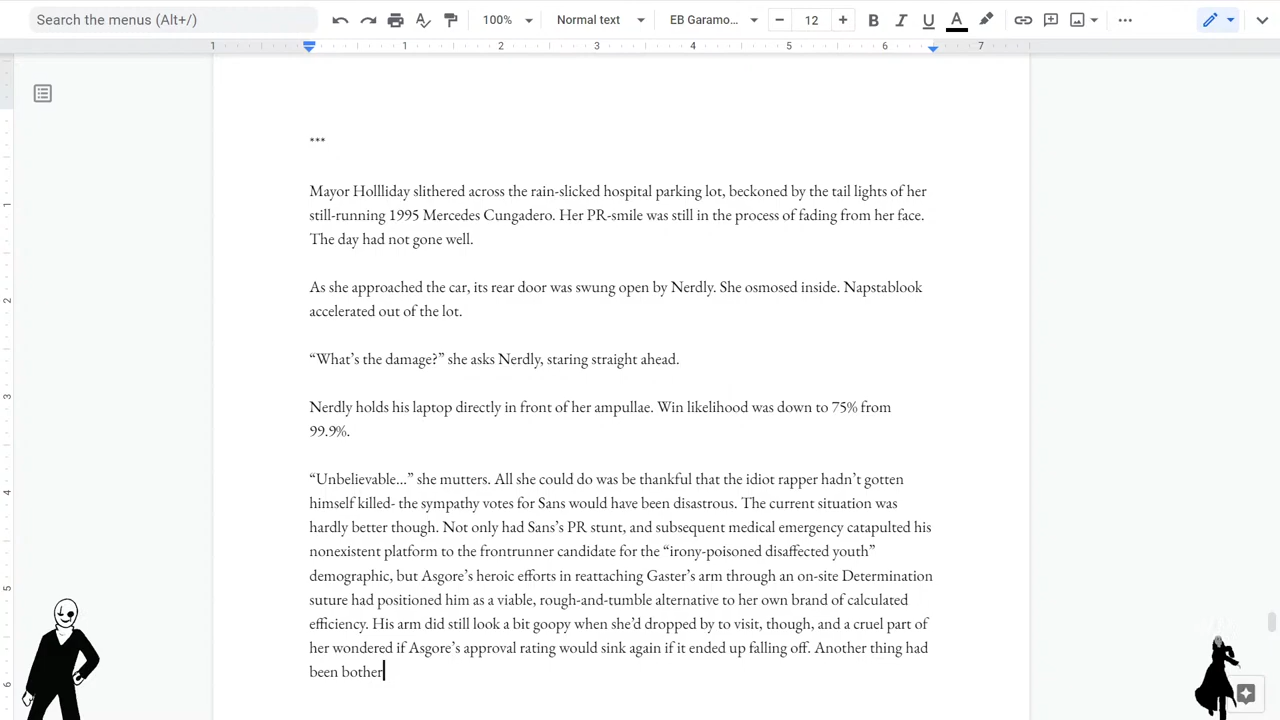 Search the menus (Alt+/)
100%
Normal text
EB Garamo...
12
B I U A
1 1 2 3 4 5 6 7
1
2
3
4
5
6
***
Mayor Hollliday slithered across the rain-slicked hospital parking lot, beckoned by the tail lights of her
still-running 1995 Mercedes Cungadero. Her PR-smile was still in the process of fading from her face.
The day had not gone well.
As she approached the car, its rear door was swung open by Nerdly. She osmosed inside. Napstablook
accelerated out of the lot.
“What’s the damage?” she asks Nerdly, staring straight ahead.
Nerdly holds his laptop directly in front of her ampullae. Win likelihood was down to 75% from
99.9%.
“Unbelievable...” she mutters. All she could do was be thankful that the idiot rapper hadn’t gotten
himself killed- the sympathy votes for Sans would have been disastrous. The current situation was
hardly better though. Not only had Sans’s PR stunt, and subsequent medical emergency catapulted his
nonexistent platform to the frontrunner candidate for the “irony-poisoned disaffected youth”
demographic, but Asgore’s heroic efforts in reattaching Gaster’s arm through an on-site Determination
suture had positioned him as a viable, rough-and-tumble alternative to her own brand of calculated
efficiency. His arm did still look a bit goopy when she’d dropped by to visit, though, and a cruel part of
her wondered if Asgore’s approval rating would sink again if it ended up falling off. Another thing had
been bother